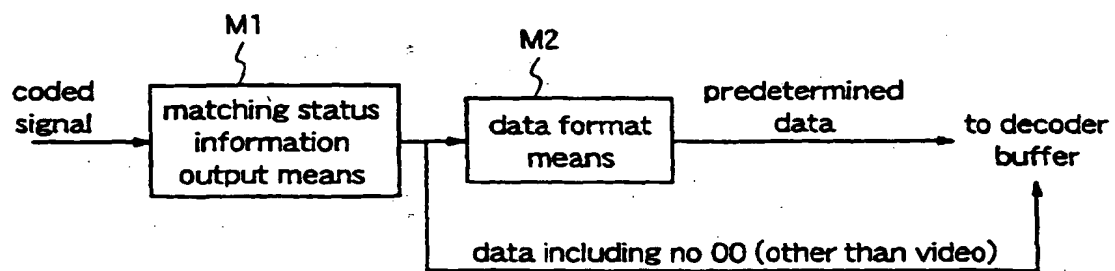 M1
M2
coded
signal
matching status
information
output means
data format
means
predetermined
data
to decoder
buffer
data including no 00 (other than video)